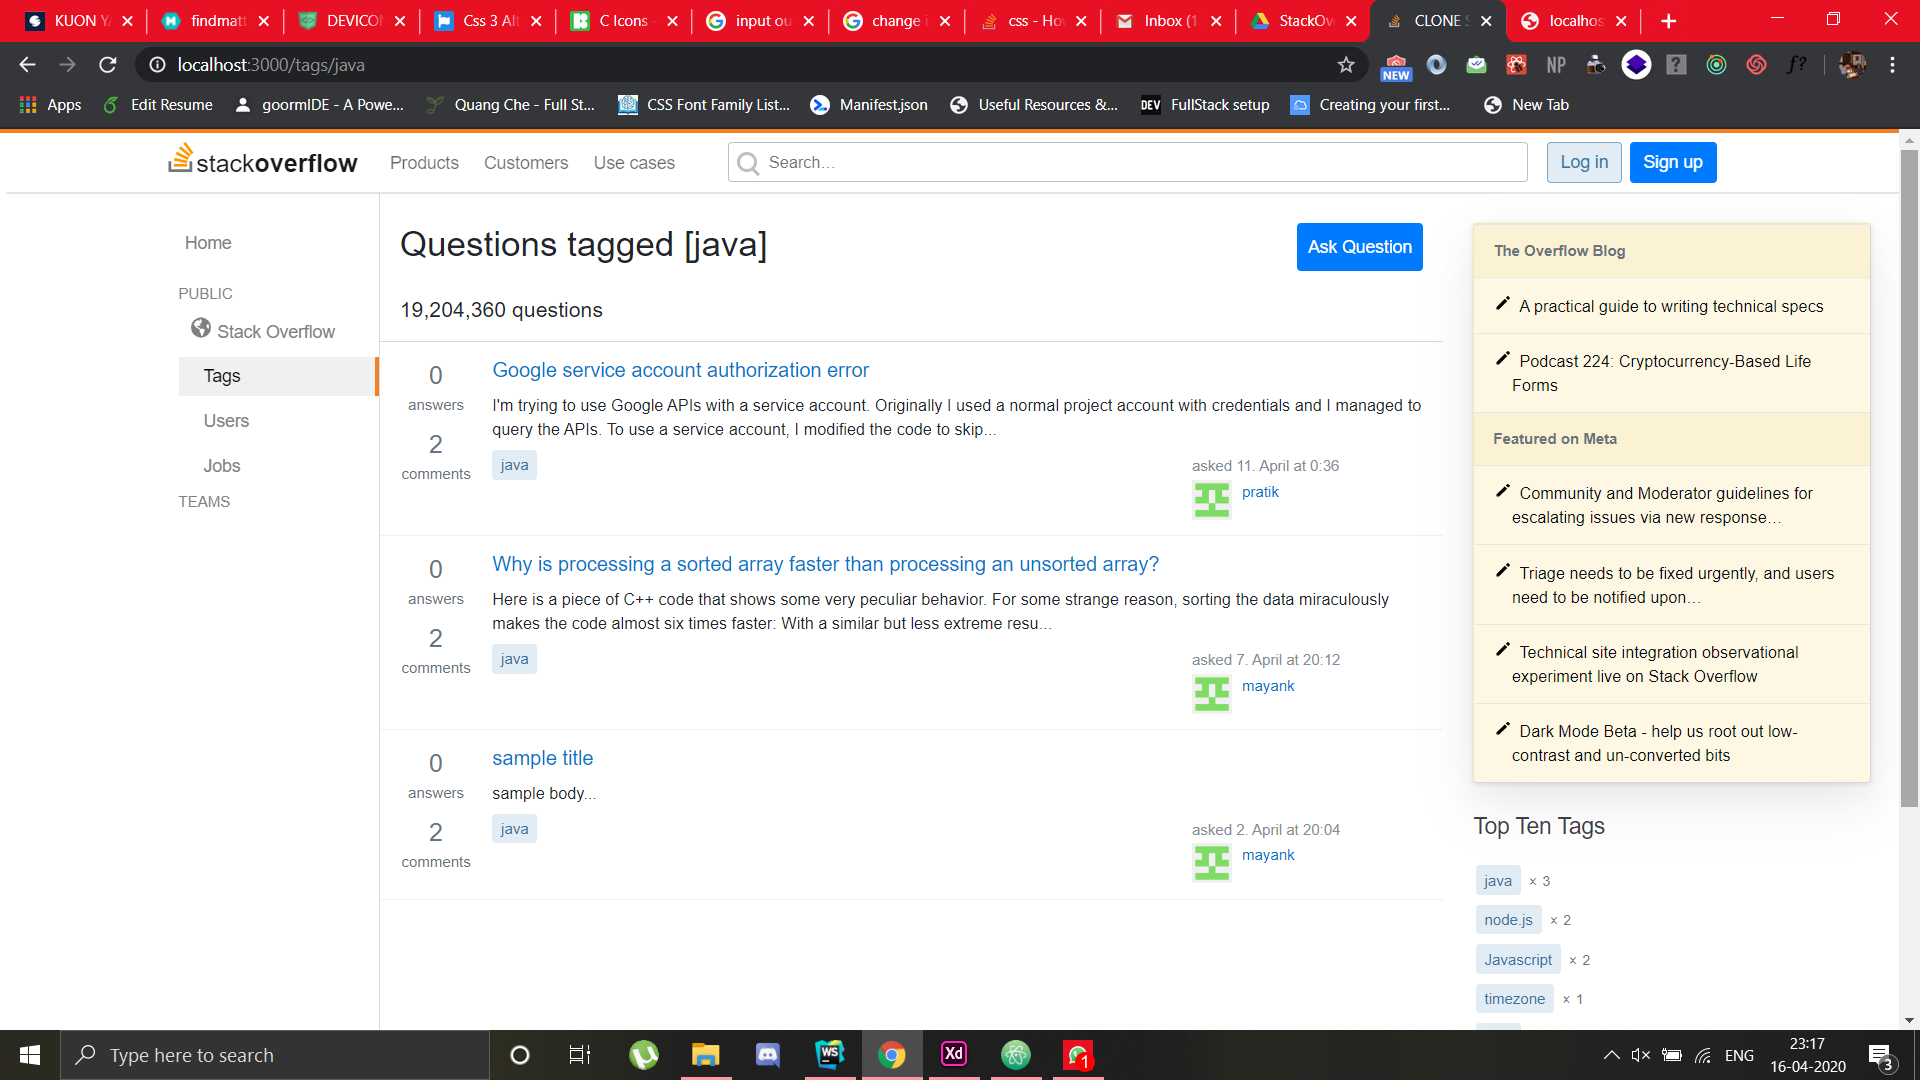 KUON Y
findmatt
DEVICO
Css 3 Alt
C Icons -
input ou
change i
css - Ho
Inbox (1
StackOv
CLONE S
localhos
localhost:3000/tags/java
NEW
NP
f?
Apps
Edit Resume
goormIDE - A Powe...
Quang Che - Full St...
CSS Font Family List...
Manifest.json
Useful Resources &...
DEV FullStack setup
Creating your first...
New Tab
stackoverflow
Products
Customers
Use cases
Search…
Log in
Sign up
Home
PUBLIC
Stack Overflow
Tags
Users
Jobs
TEAMS
Questions tagged [java]
Ask Question
19,204,360 questions
0
answers
2
comments
Google service account authorization error
I'm trying to use Google APIs with a service account. Originally I used a normal project account with credentials and I managed to
query the APIs. To use a service account, I modified the code to skip...
java
asked 11. April at 0:36
pratik
0
answers
2
comments
Why is processing a sorted array faster than processing an unsorted array?
Here is a piece of C++ code that shows some very peculiar behavior. For some strange reason, sorting the data miraculously
makes the code almost six times faster: With a similar but less extreme resu...
java
asked 7. April at 20:12
mayank
0
answers
2
comments
sample title
sample body...
java
asked 2. April at 20:04
mayank
The Overflow Blog
A practical guide to writing technical specs
Podcast 224: Cryptocurrency-Based Life
Forms
Featured on Meta
Community and Moderator guidelines for
escalating issues via new response…
Triage needs to be fixed urgently, and users
need to be notified upon…
Technical site integration observational
experiment live on Stack Overflow
Dark Mode Beta - help us root out low-
contrast and un-converted bits
Top Ten Tags
java × 3
node.js × 2
Javascript × 2
timezone × 1
Type here to search
WS
Xd
1
ENG
23:17
16-04-2020
3